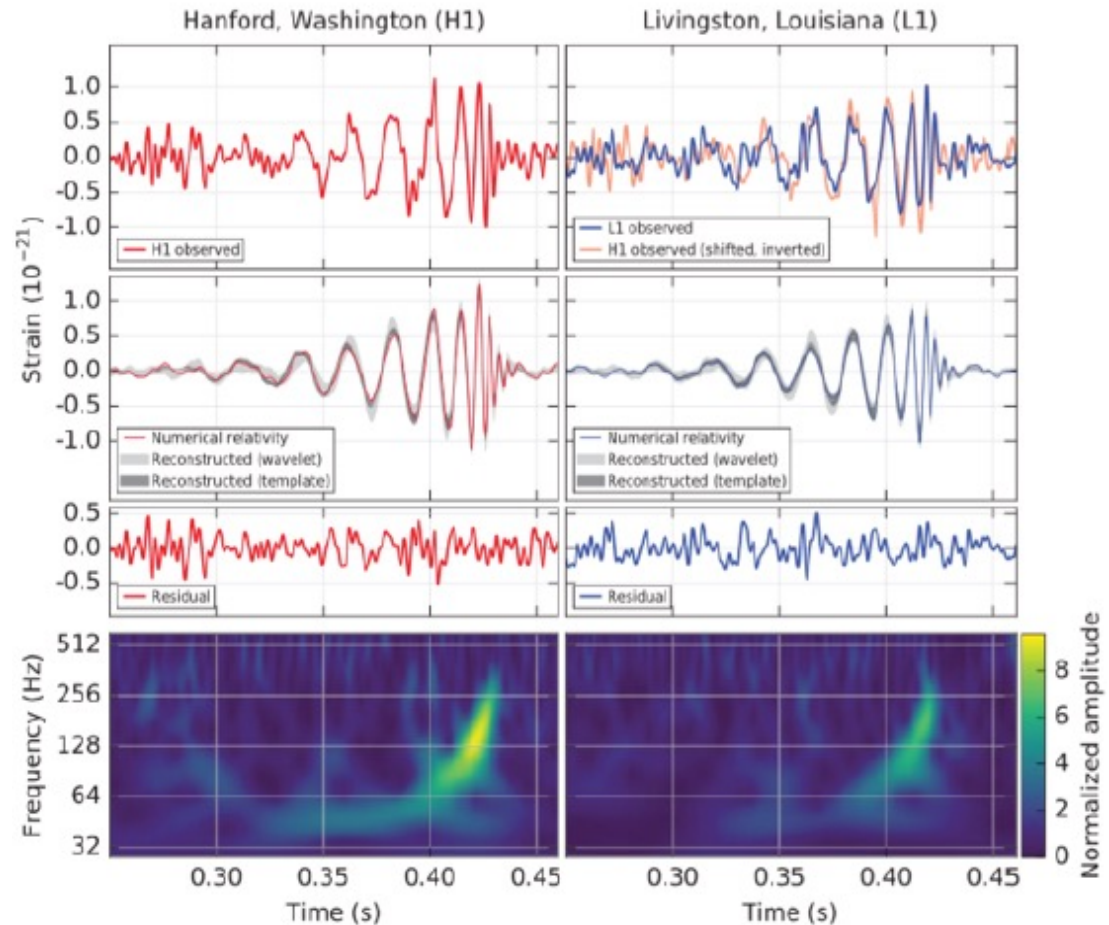 Hanford, Washington (H1)
Livingston, Louisiana (L1)
Strain (10⁻²¹)
1.0
0.5
0.0
-0.5
-1.0
H1 observed
L1 observed
H1 observed (shifted, inverted)
1.0
0.5
0.0
-0.5
-1.0
Numerical relativity
Reconstructed (wavelet)
Reconstructed (template)
Numerical relativity
Reconstructed (wavelet)
Reconstructed (template)
0.5
0.0
-0.5
Residual
Residual
Frequency (Hz)
512
256
128
64
32
Normalized amplitude
8
6
4
2
0
0.30
0.35
0.40
0.45
0.30
0.35
0.40
0.45
Time (s)
Time (s)